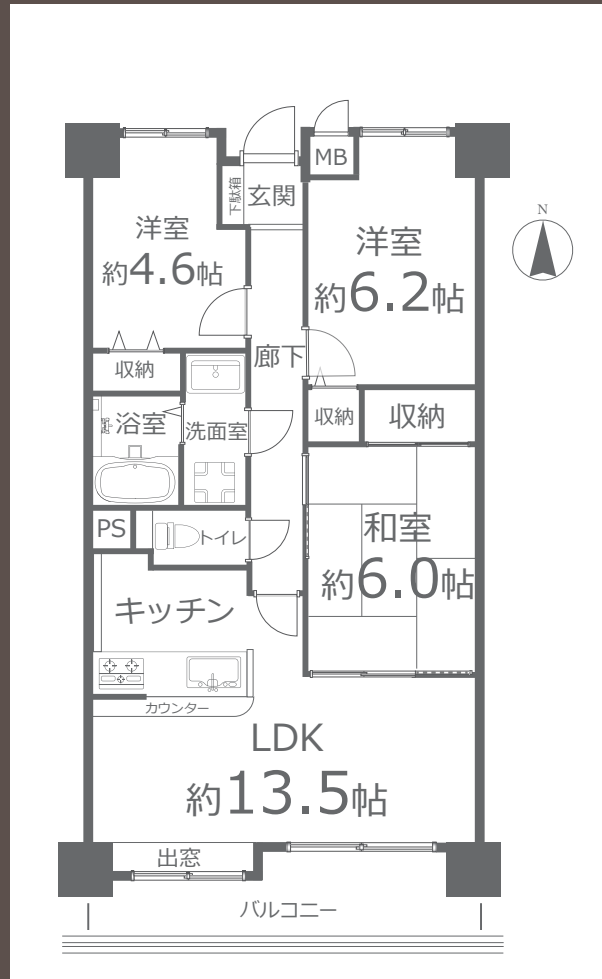 N
MB
下駄箱
玄関
洋室
約4.6帖
洋室
約6.2帖
廊下
収納
収納
収納
浴室
洗面室
PS
トイレ
和室
約6.0帖
キッチン
カウンター
LDK
約13.5帖
出窓
バルコニー